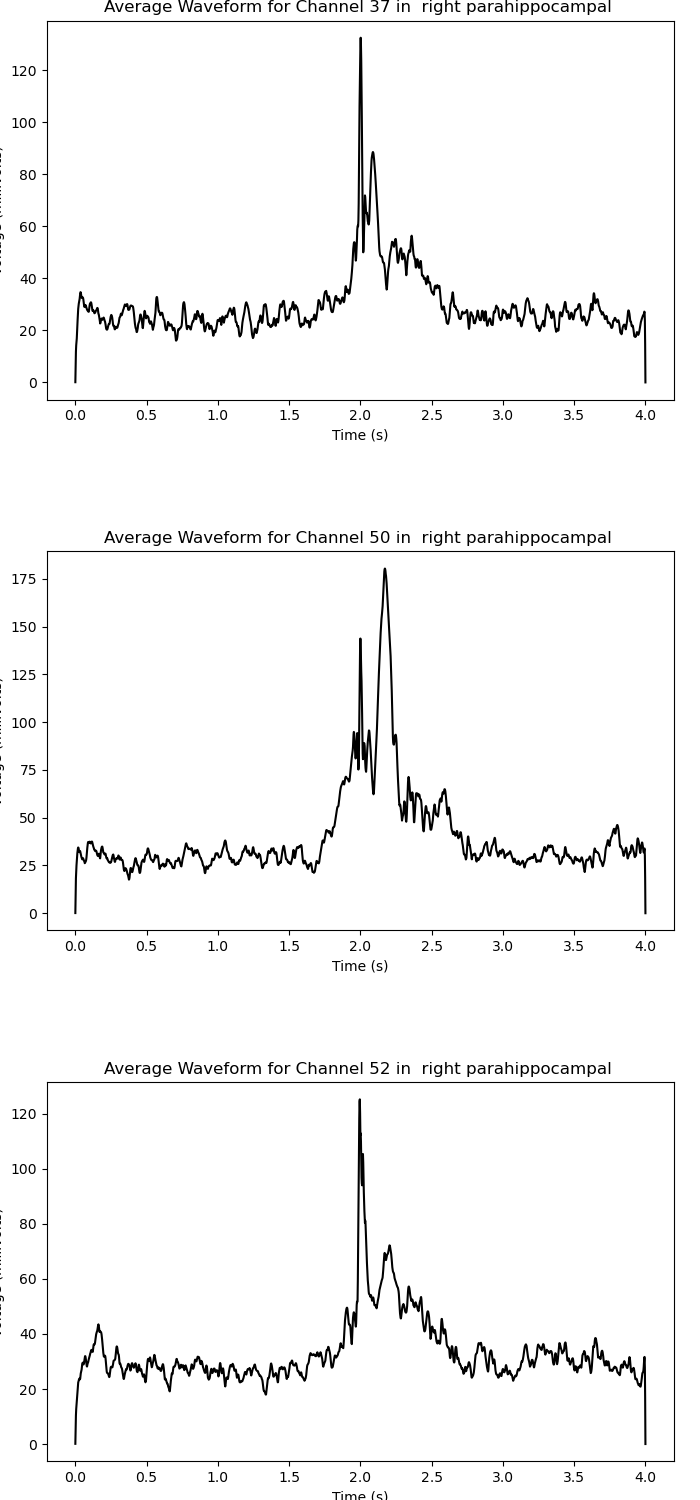 Average Waveform for Channel 37 in  right parahippocampal
120
100
80
60
40
20
0
0.0 0.5 1.0 1.5 2.0 2.5 3.0 3.5 4.0
Time (s)
Average Waveform for Channel 50 in  right parahippocampal
175
150
125
100
75
50
25
0
0.0 0.5 1.0 1.5 2.0 2.5 3.0 3.5 4.0
Time (s)
Average Waveform for Channel 52 in  right parahippocampal
120
100
80
60
40
20
0
0.0 0.5 1.0 1.5 2.0 2.5 3.0 3.5 4.0
Time (s)